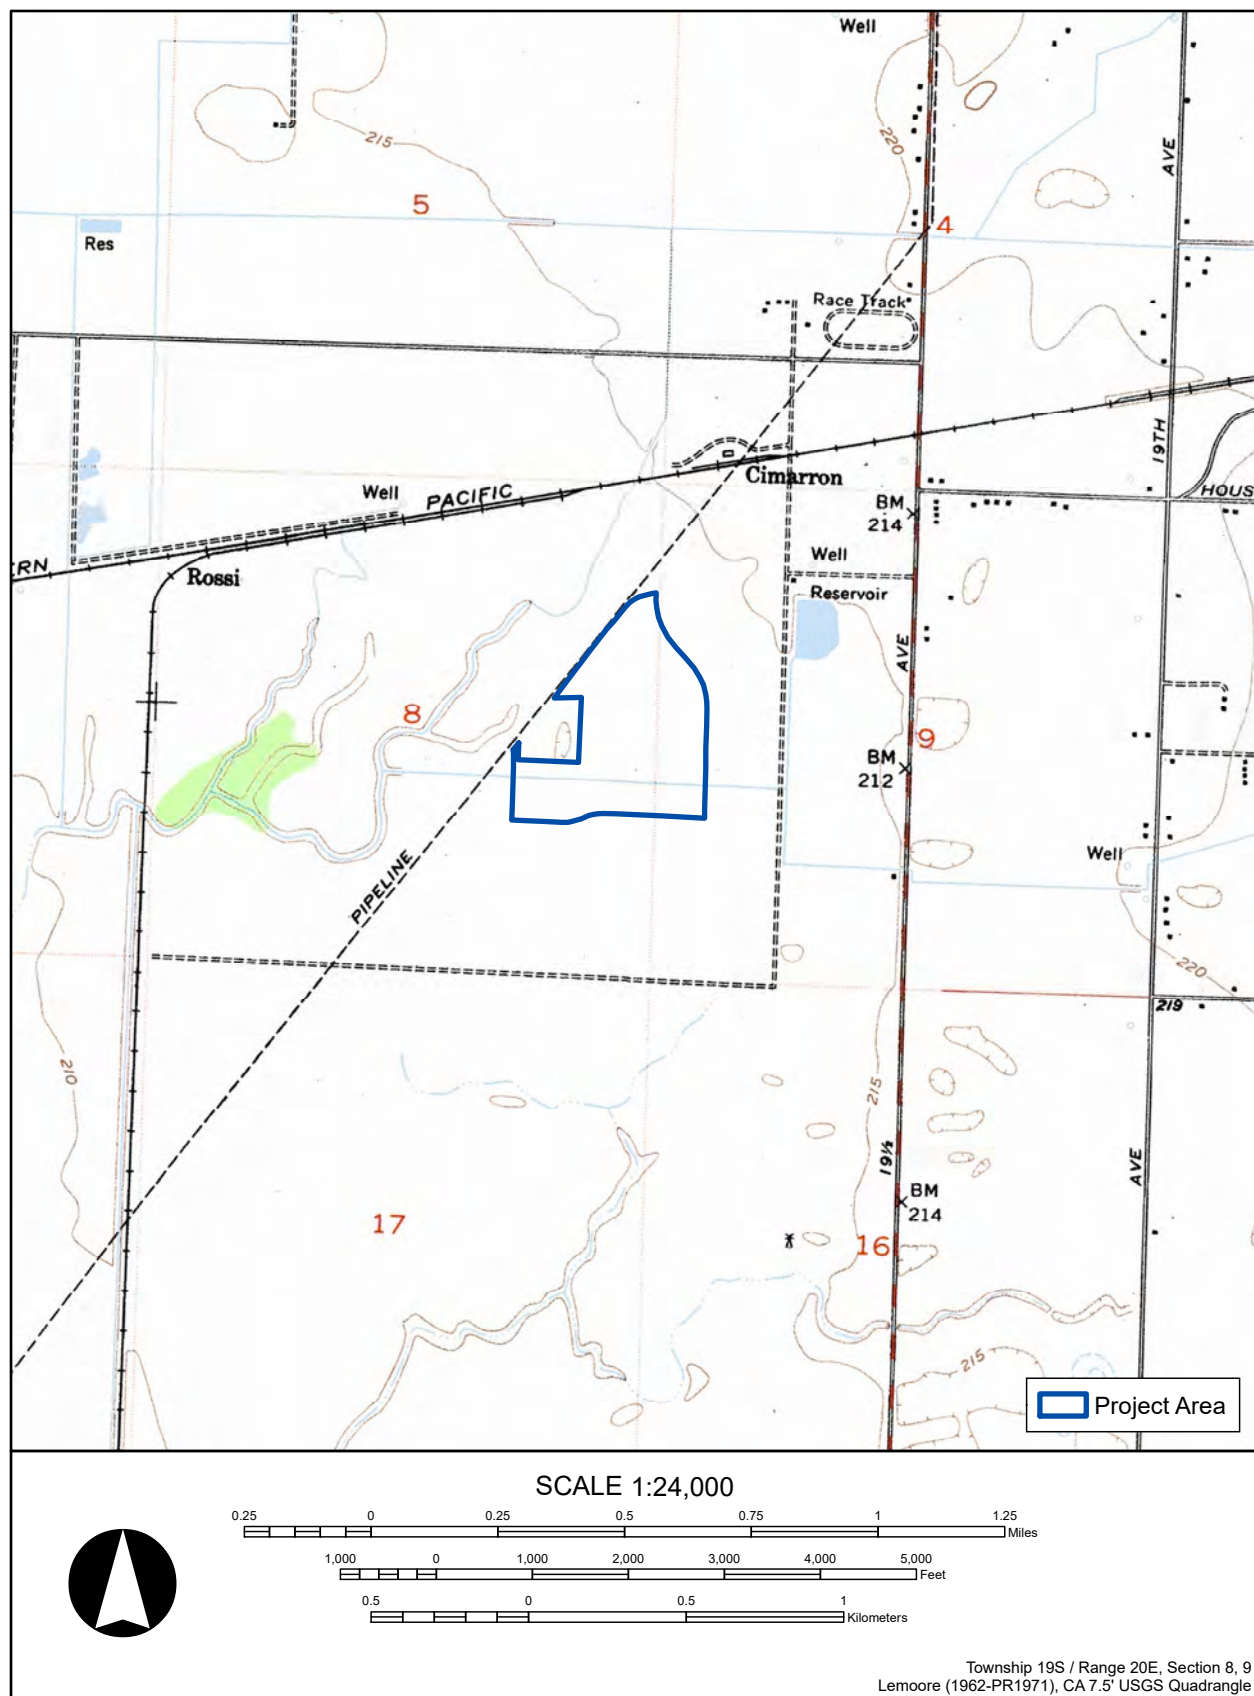 Well
215
220
AVE
5
4
Res
Race Track
19TH
Cimarron
Well
PACIFIC
BM
214
HOUS
RN
Rossi
Well
Reservoir
AVE
8
9
BM
212
Well
PIPELINE
220
219
210
215
19½
AVE
BM
214
17
16
215
Project Area
SCALE 1:24,000
0.25 0 0.25 0.5 0.75 1 1.25
Miles
1,000 0 1,000 2,000 3,000 4,000 5,000
Feet
0.5 0 0.5 1
Kilometers
Township 19S / Range 20E, Section 8, 9
Lemoore (1962-PR1971), CA 7.5' USGS Quadrangle